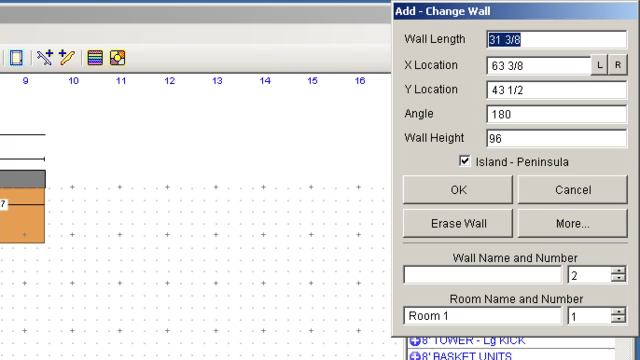 Add - Change Wall
Wall Length 31 3/8
X Location 63 3/8 L R
Y Location 43 1/2
Angle 180
Wall Height 96
Island - Peninsula
OK Cancel
Erase Wall More...
Wall Name and Number
2
Room Name and Number
Room 1 1
8' TOWER - Lg KICK
8' BASKET UNITS
9 10 11 12 13 14 15 16
7